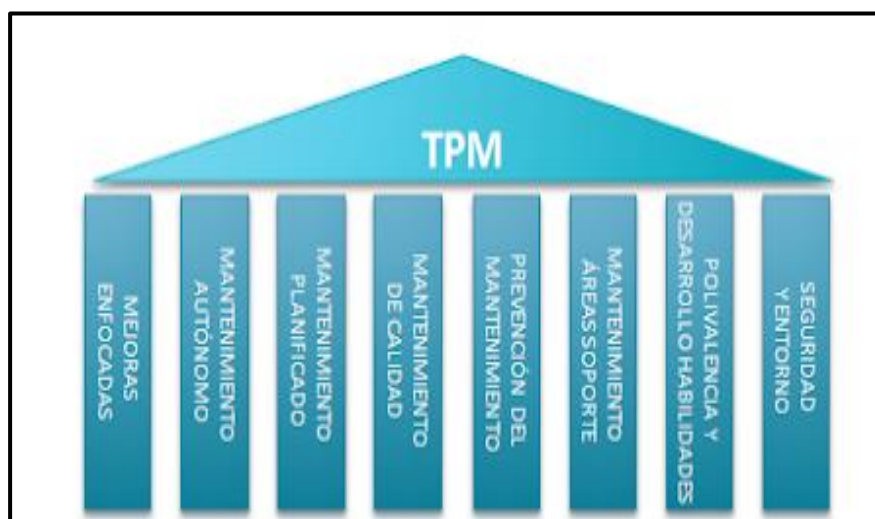 TPM
MEJORAS
ENFOCADAS
MANTENIMIENTO
AUTÓNOMO
MANTENIMIENTO
PLANIFICADO
MANTENIMIENTO
DE CALIDAD
PREVENCIÓN DEL
MANTENIMIENTO
MANTENIMIENTO
ÁREAS SOPORTE
POLIVALENCIA Y
DESARROLLO HABILIDADES
SEGURIDAD
Y ENTORNO